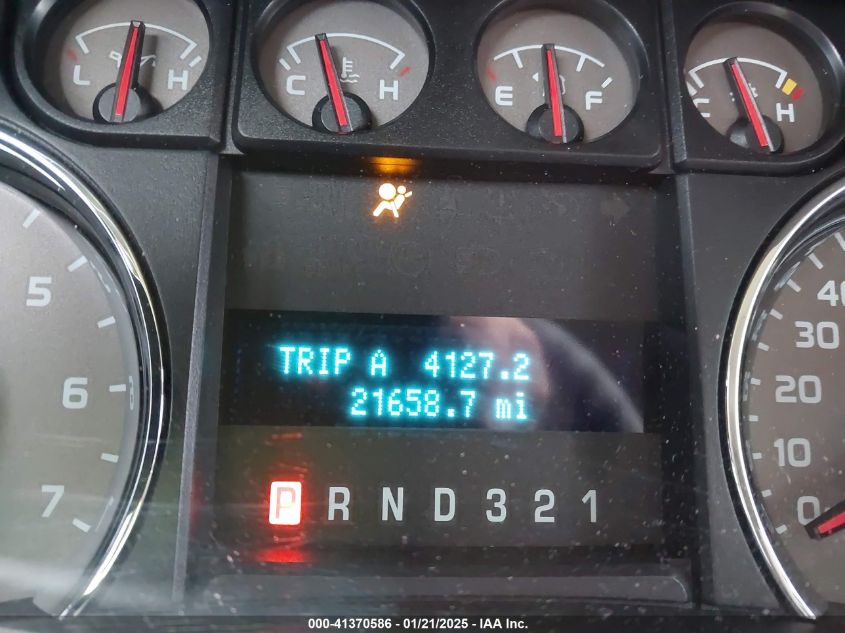 L H
C H
E F
C H
5
6
7
TRIP A 4127.2
21658.7 mi
P R N D 3 2 1
40
30
20
10
0
000-41370586 - 01/21/2025 - IAA Inc.